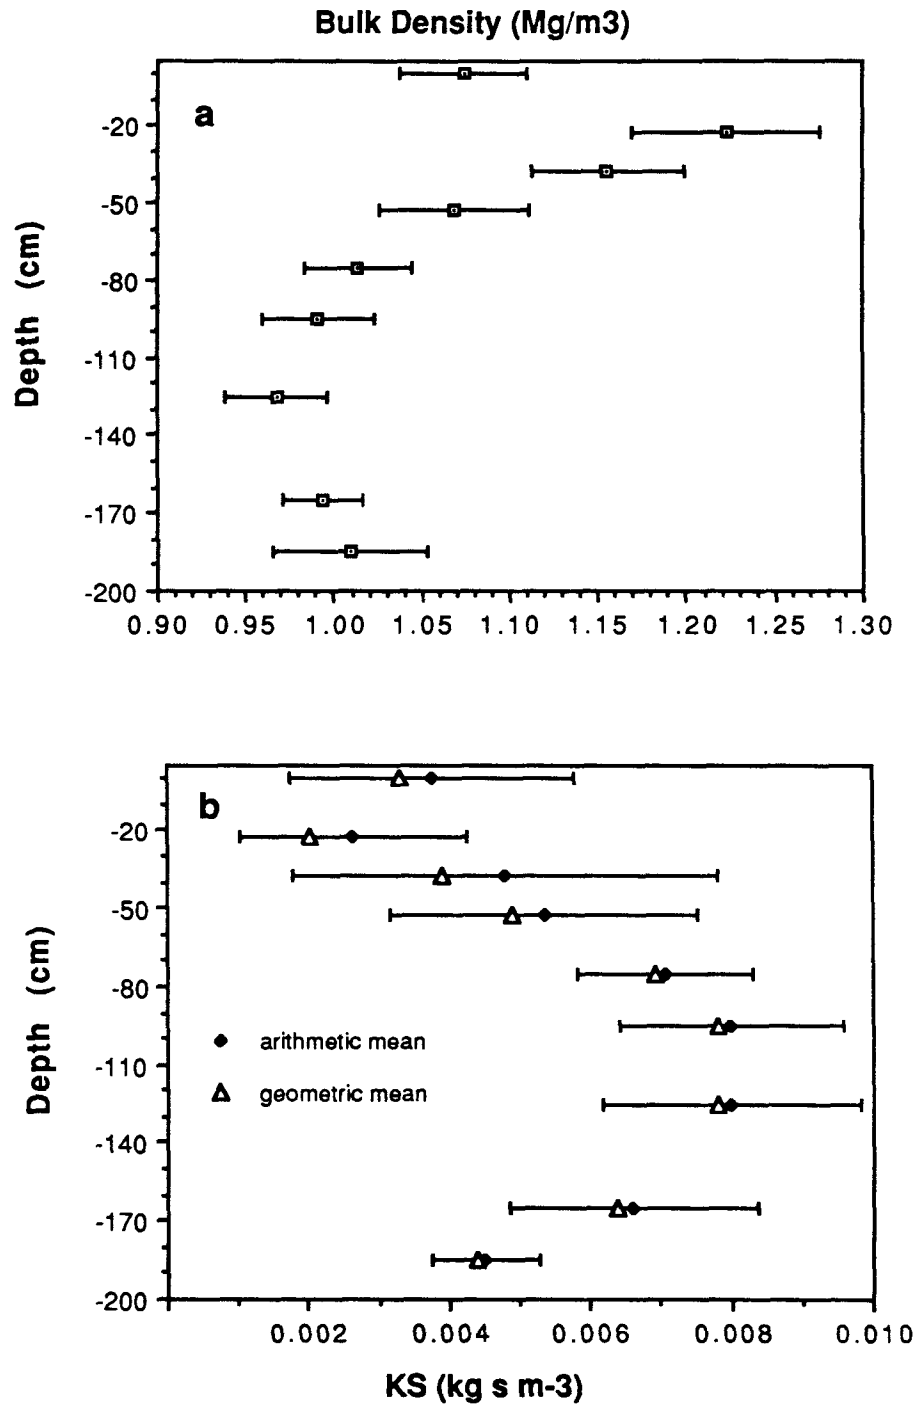 Bulk Density (Mg/m3)
a
Depth (cm)
-20
-50
-80
-110
-140
-170
-200
0.90 0.95 1.00 1.05 1.10 1.15 1.20 1.25 1.30
b
Depth (cm)
-20
-50
-80
-110
-140
-170
-200
arithmetic mean
geometric mean
0.002 0.004 0.006 0.008 0.010
KS (kg s m-3)